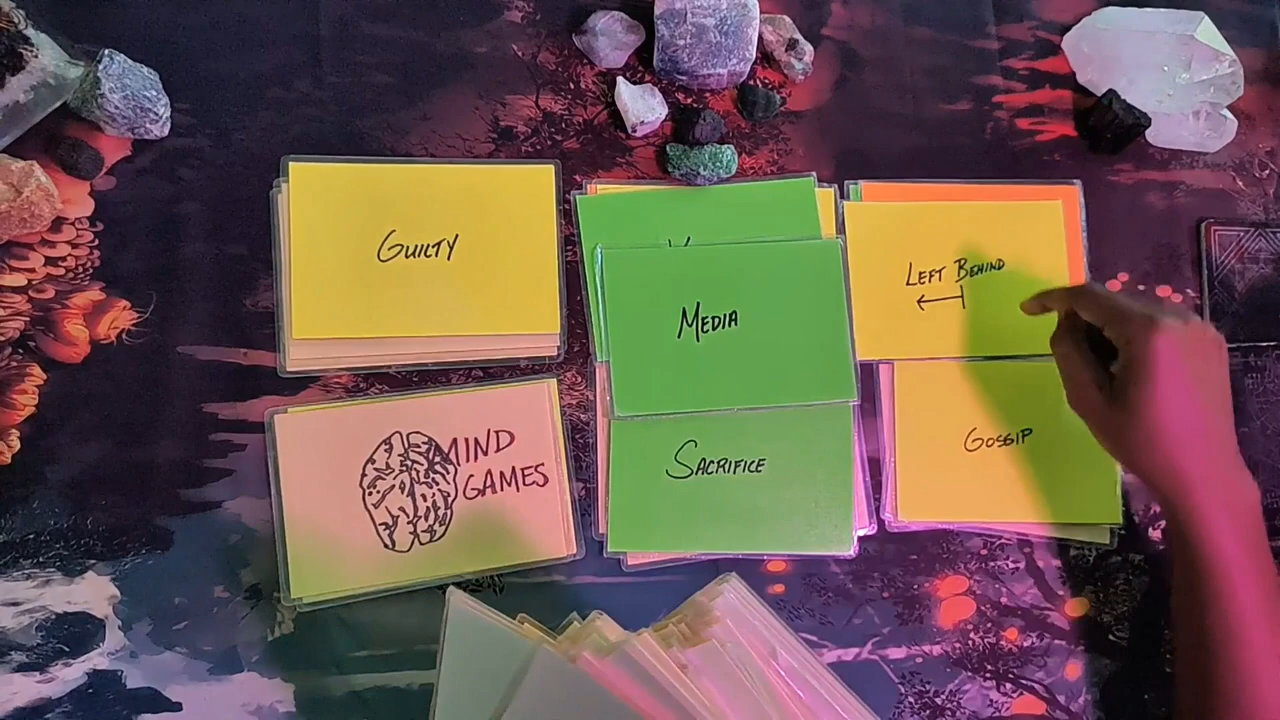 GUILTY
MEDIA
LEFT BEHIND
MIND
GAMES
SACRIFICE
GOSSIP